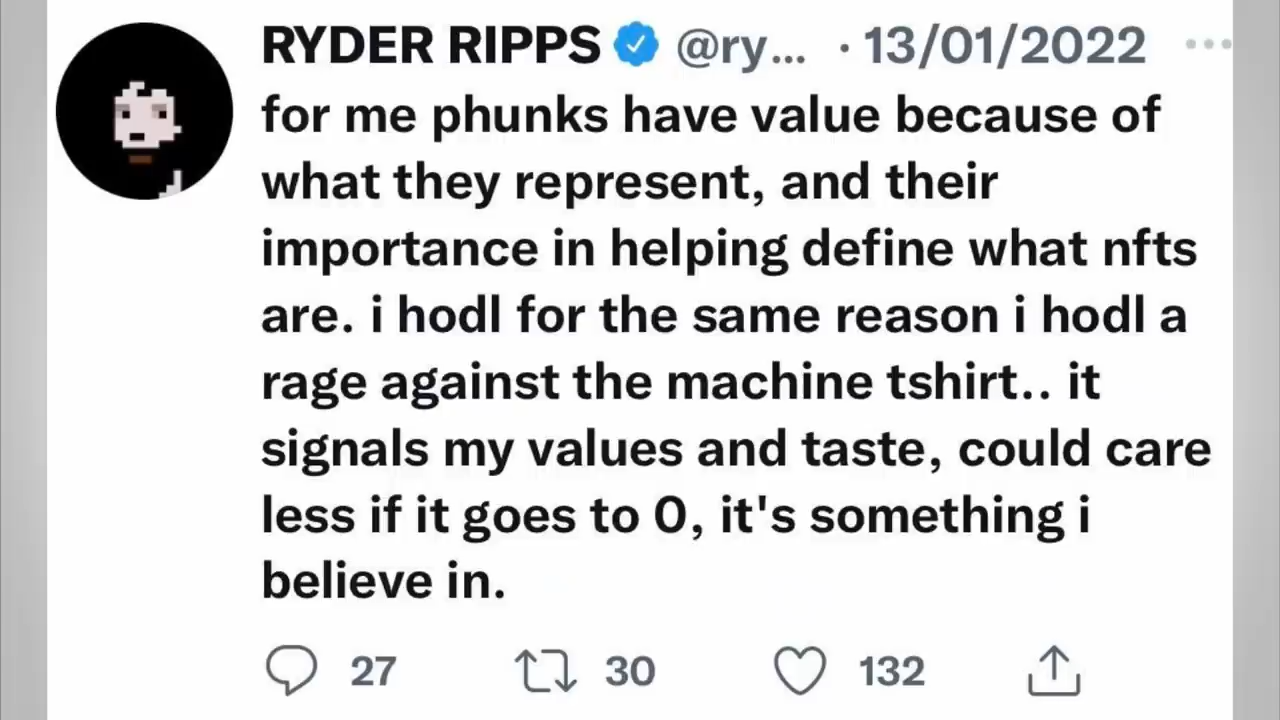 RYDER RIPPS @ry... · 13/01/2022
for me phunks have value because of
what they represent, and their
importance in helping define what nfts
are. i hodl for the same reason i hodl a
rage against the machine tshirt.. it
signals my values and taste, could care
less if it goes to 0, it's something i
believe in.
27 30 132